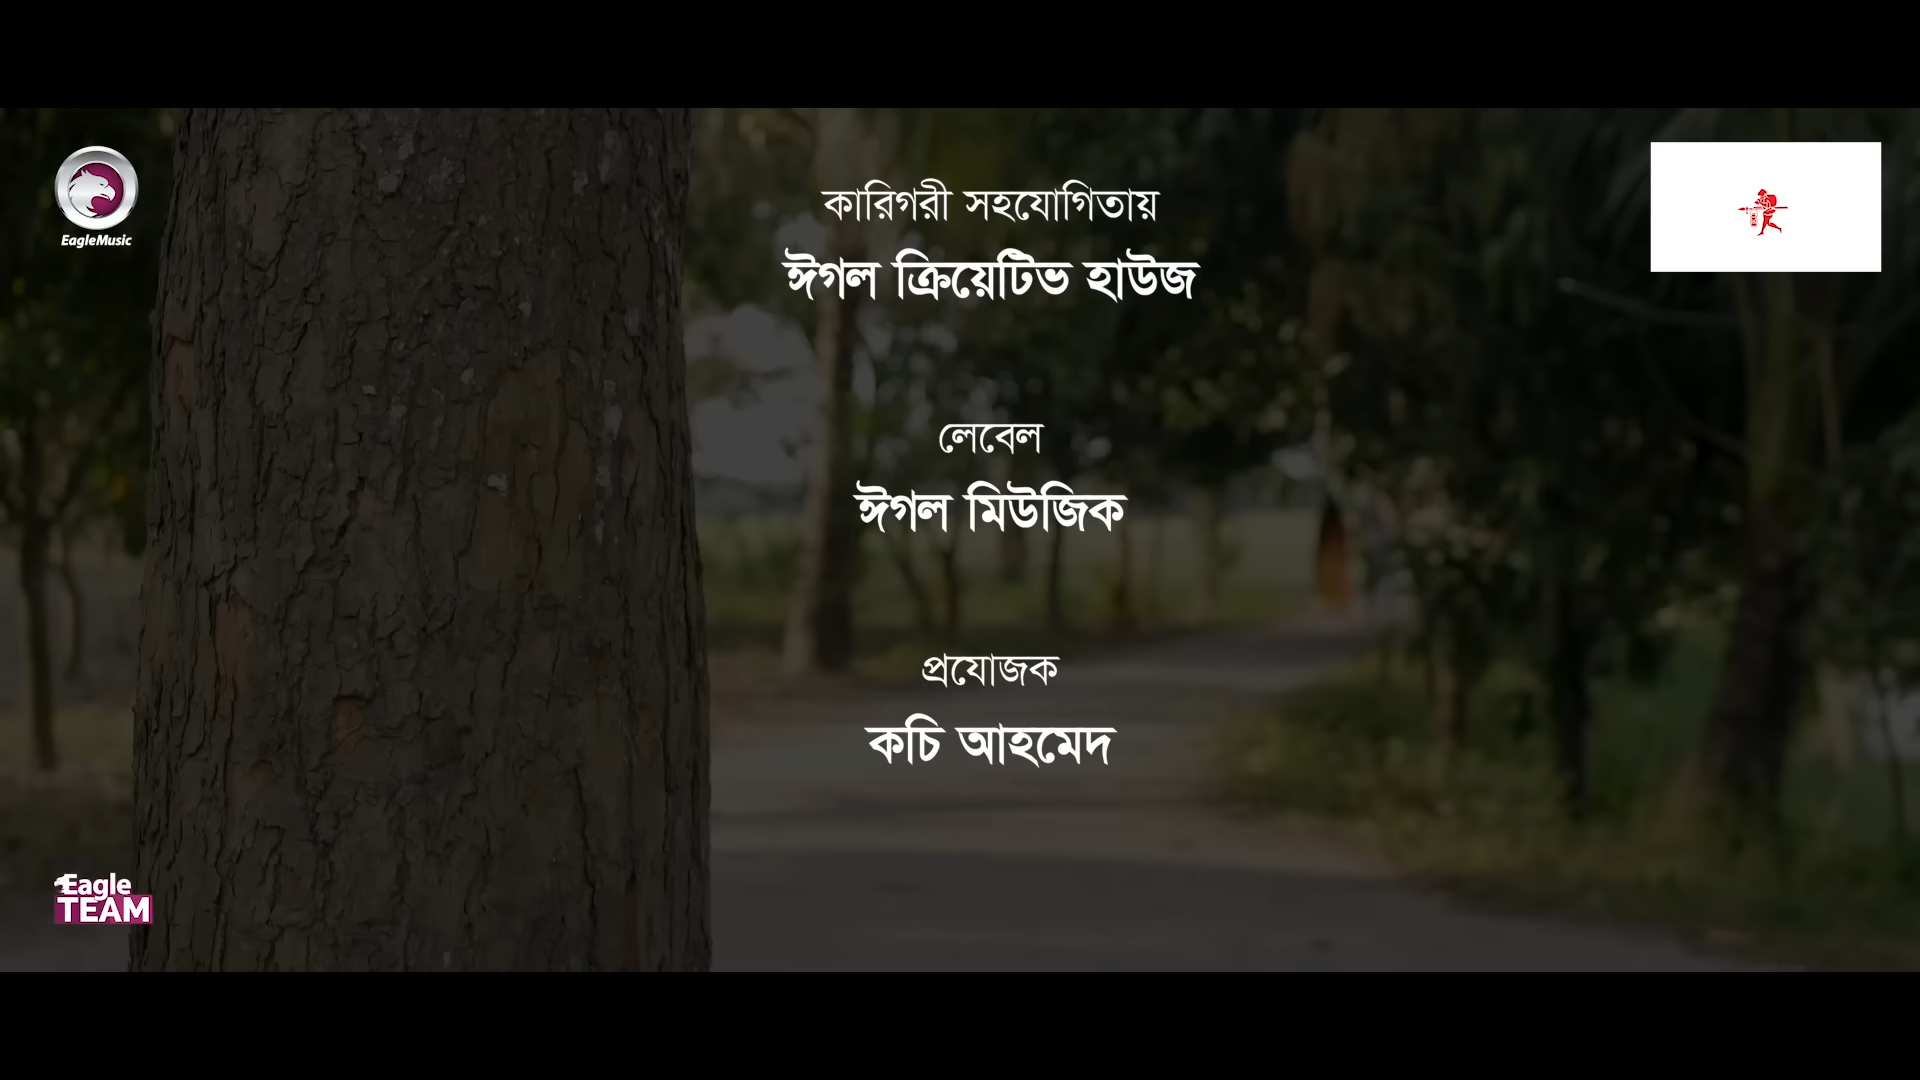 EagleMusic
কারিগরী সহযোগিতায়
ঈগল ক্রিয়েটিভ হাউজ
লেবেল
ঈগল মিউজিক
প্রযোজক
কচি আহমেদ
Eagle
TEAM